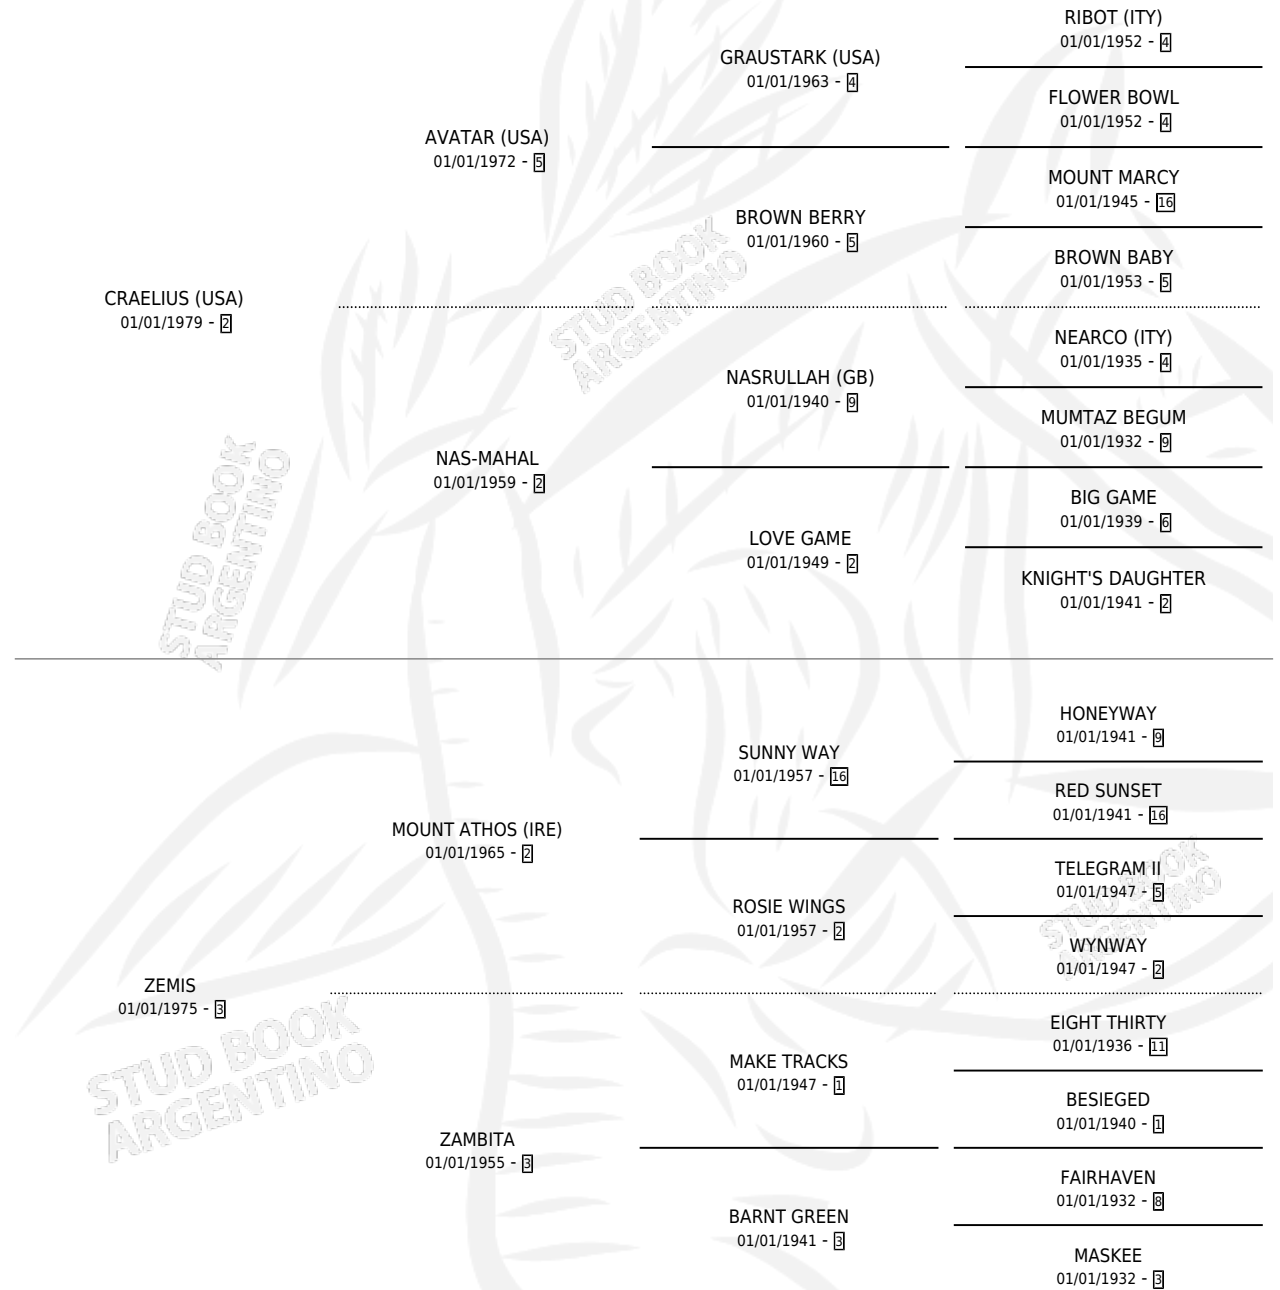 RIBOT (ITY)
01/01/1952 - 4
GRAUSTARK (USA)
01/01/1963 - 4
FLOWER BOWL
01/01/1952 - 4
AVATAR (USA)
01/01/1972 - 5
MOUNT MARCY
01/01/1945 - 16
BROWN BERRY
01/01/1960 - 5
BROWN BABY
01/01/1953 - 5
CRAELIUS (USA)
01/01/1979 - 2
NEARCO (ITY)
01/01/1935 - 4
NASRULLAH (GB)
01/01/1940 - 9
MUMTAZ BEGUM
01/01/1932 - 9
NAS-MAHAL
01/01/1959 - 2
BIG GAME
01/01/1939 - 6
LOVE GAME
01/01/1949 - 2
KNIGHT'S DAUGHTER
01/01/1941 - 2
HONEYWAY
01/01/1941 - 9
SUNNY WAY
01/01/1957 - 16
RED SUNSET
01/01/1941 - 16
MOUNT ATHOS (IRE)
01/01/1965 - 2
TELEGRAM II
01/01/1947 - 5
ROSIE WINGS
01/01/1957 - 2
WYNWAY
01/01/1947 - 2
ZEMIS
01/01/1975 - 3
EIGHT THIRTY
01/01/1936 - 11
MAKE TRACKS
01/01/1947 - 1
BESIEGED
01/01/1940 - 1
ZAMBITA
01/01/1955 - 3
FAIRHAVEN
01/01/1932 - 8
BARNT GREEN
01/01/1941 - 3
MASKEE
01/01/1932 - 3
STUD BOOK
ARGENTINO
STUD BOOK
ARGENTINO
STUD BOOK
ARGENTINO
STUD BOOK
ARGENTINO